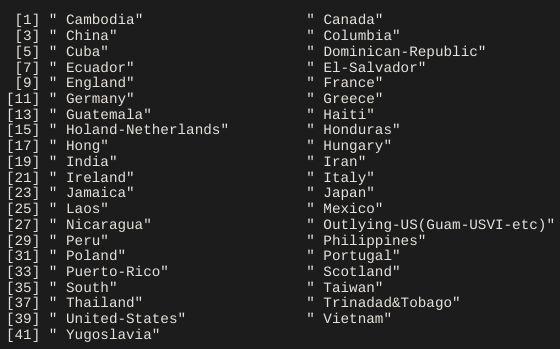 [1] " Cambodia" " Canada"
[3] " China" " Columbia"
[5] " Cuba" " Dominican-Republic"
[7] " Ecuador" " El-Salvador"
[9] " England" " France"
[11] " Germany" " Greece"
[13] " Guatemala" " Haiti"
[15] " Holand-Netherlands" " Honduras"
[17] " Hong" " Hungary"
[19] " India" " Iran"
[21] " Ireland" " Italy"
[23] " Jamaica" " Japan"
[25] " Laos" " Mexico"
[27] " Nicaragua" " Outlying-US(Guam-USVI-etc)"
[29] " Peru" " Philippines"
[31] " Poland" " Portugal"
[33] " Puerto-Rico" " Scotland"
[35] " South" " Taiwan"
[37] " Thailand" " Trinadad&Tobago"
[39] " United-States" " Vietnam"
[41] " Yugoslavia"